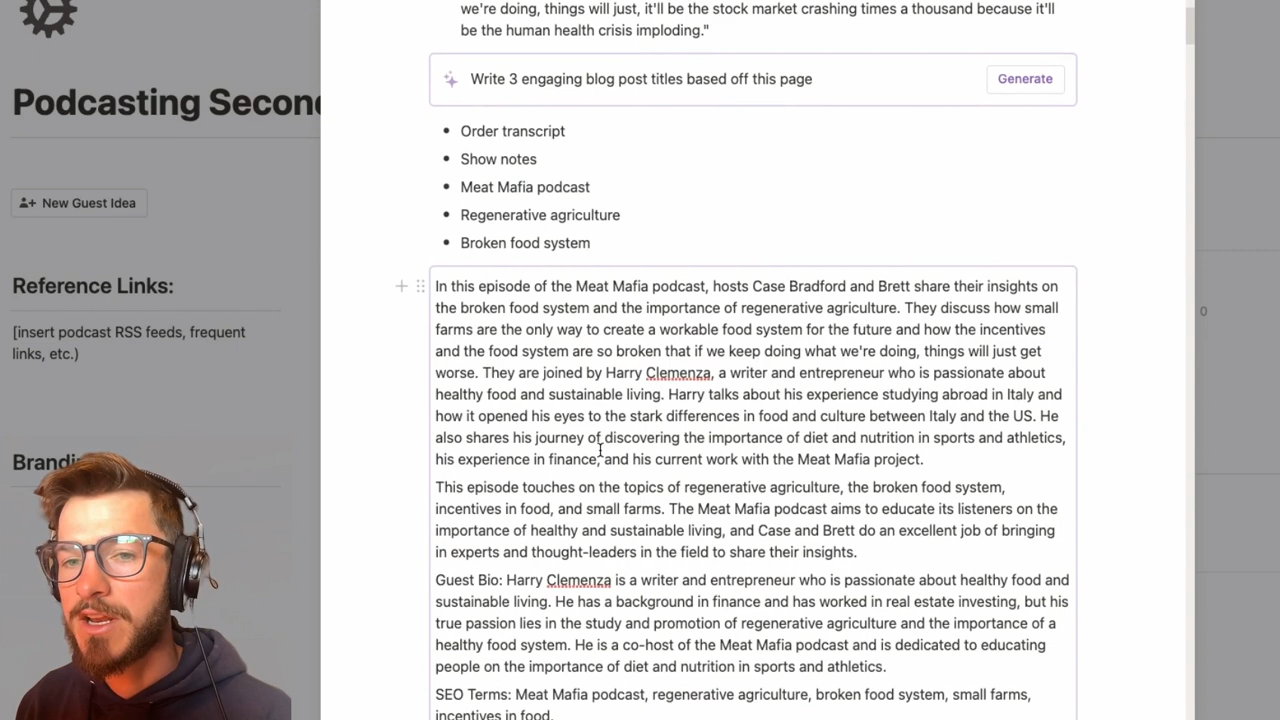 we're doing, things will just, it'll be the stock market crashing times a thousand because it'll
be the human health crisis imploding."
Podcasting Secon
Write 3 engaging blog post titles based off this page
Generate
• Order transcript
• Show notes
• Meat Mafia podcast
• Regenerative agriculture
• Broken food system
New Guest Idea
Reference Links:
[insert podcast RSS feeds, frequent
links, etc.)
0
Brandi
In this episode of the Meat Mafia podcast, hosts Case Bradford and Brett share their insights on
the broken food system and the importance of regenerative agriculture. They discuss how small
farms are the only way to create a workable food system for the future and how the incentives
and the food system are so broken that if we keep doing what we're doing, things will just get
worse. They are joined by Harry Clemenza, a writer and entrepreneur who is passionate about
healthy food and sustainable living. Harry talks about his experience studying abroad in Italy and
how it opened his eyes to the stark differences in food and culture between Italy and the US. He
also shares his journey of discovering the importance of diet and nutrition in sports and athletics,
his experience in finance, and his current work with the Meat Mafia project.
This episode touches on the topics of regenerative agriculture, the broken food system,
incentives in food, and small farms. The Meat Mafia podcast aims to educate its listeners on the
importance of healthy and sustainable living, and Case and Brett do an excellent job of bringing
in experts and thought-leaders in the field to share their insights.
Guest Bio: Harry Clemenza is a writer and entrepreneur who is passionate about healthy food and
sustainable living. He has a background in finance and has worked in real estate investing, but his
true passion lies in the study and promotion of regenerative agriculture and the importance of a
healthy food system. He is a co-host of the Meat Mafia podcast and is dedicated to educating
people on the importance of diet and nutrition in sports and athletics.
SEO Terms: Meat Mafia podcast, regenerative agriculture, broken food system, small farms,
incentives in food.